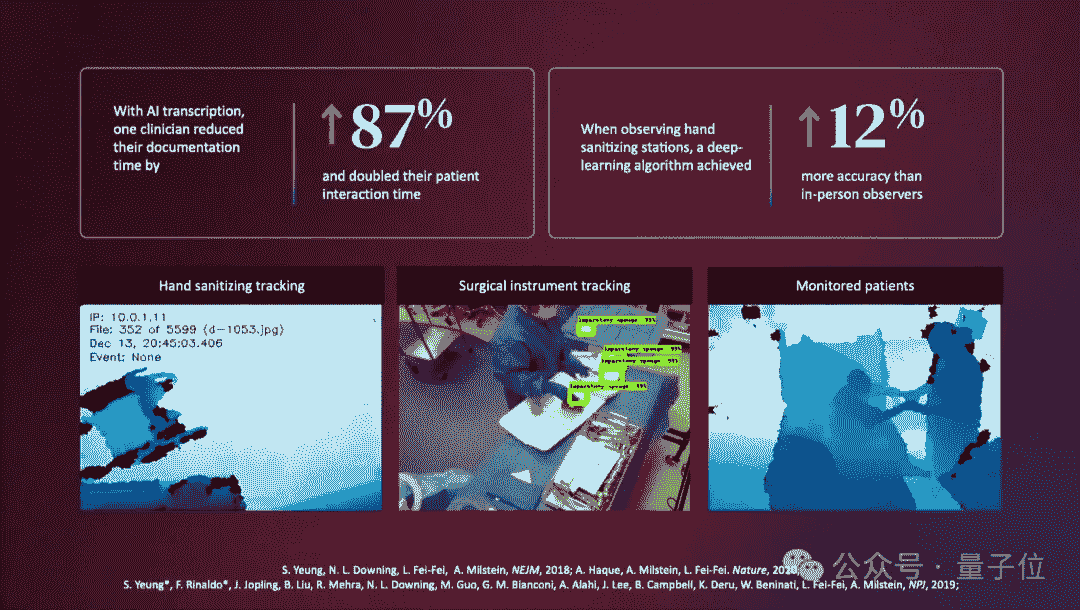 With AI transcription,
one clinician reduced
their documentation
time by
↑87%
and doubled their patient
interaction time
When observing hand
sanitizing stations, a deep-
learning algorithm achieved
↑12%
more accuracy than
in-person observers
Hand sanitizing tracking
IP: 10.0.1.11
File: 352 of 5599 (d-1053.jpg)
Dec 13, 20:45:03.406
Event: None
Surgical instrument tracking
Monitored patients
S. Yeung, N. L. Downing, L. Fei-Fei, A. Milstein, NEJM, 2018; A. Haque, A. Milstein, L. Fei-Fei. Nature,
S. Yeung*, F. Rinaldo*, J. Jopling, B. Liu, R. Mehra, N. L. Downing, M. Guo, G. M. Bianconi, A. Alahi, J. Lee, B. Campbell, K. Deru, W. Beninati, L. Fei-Fei, A. Milstein, NPJ, 2019;
公众号·量子位